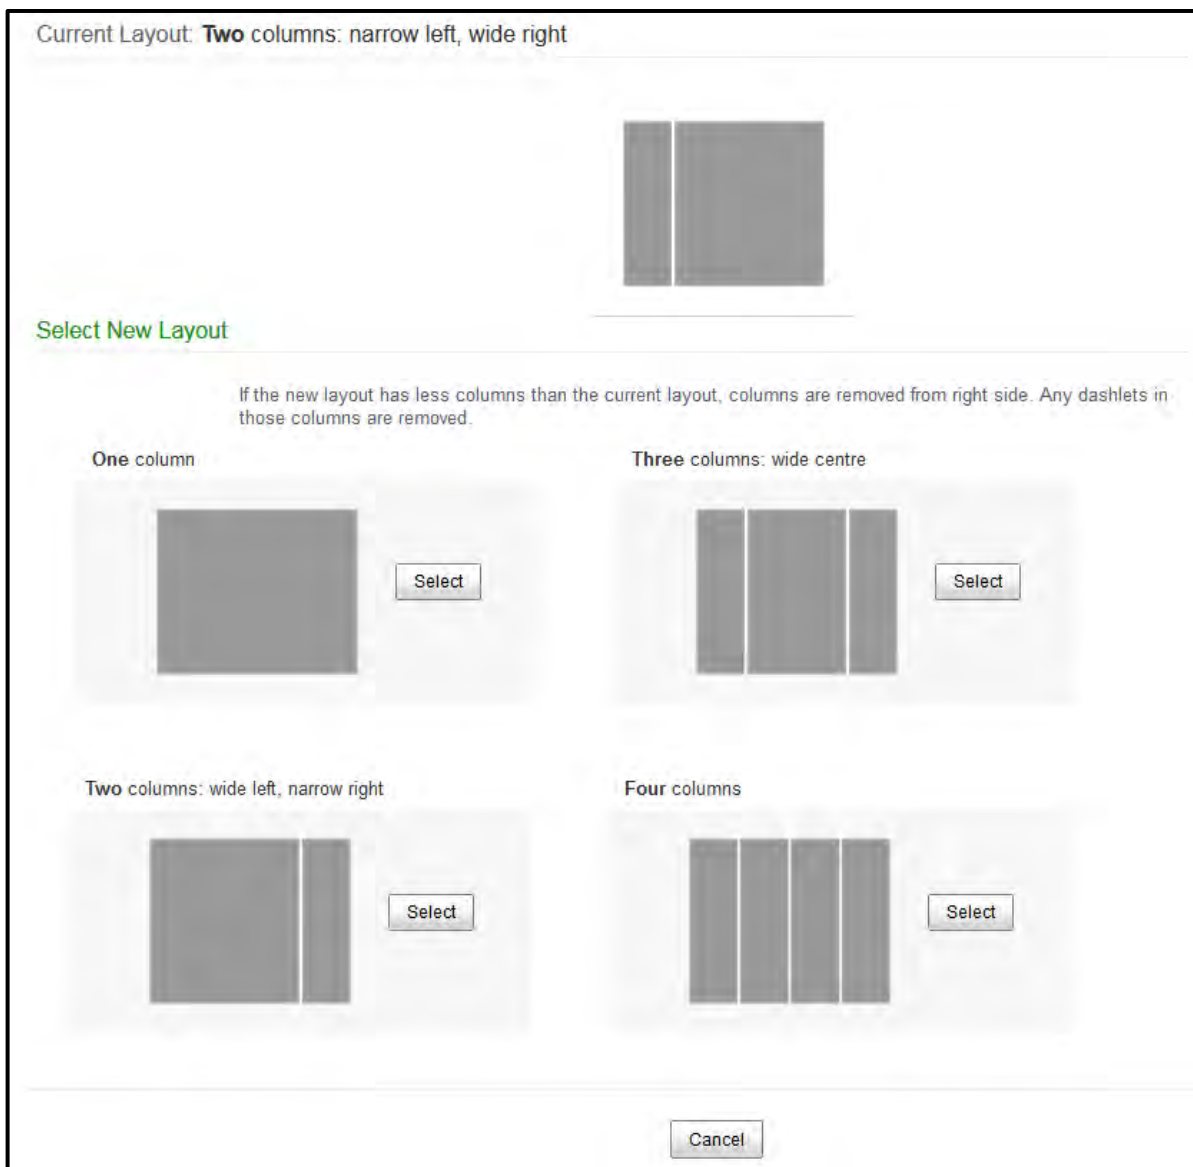 Current Layout: Two columns: narrow left, wide right
Select New Layout
If the new layout has less columns than the current layout, columns are removed from right side. Any dashlets in
those columns are removed.
One column
Select
Three columns: wide centre
Select
Two columns: wide left, narrow right
Select
Four columns
Select
Cancel